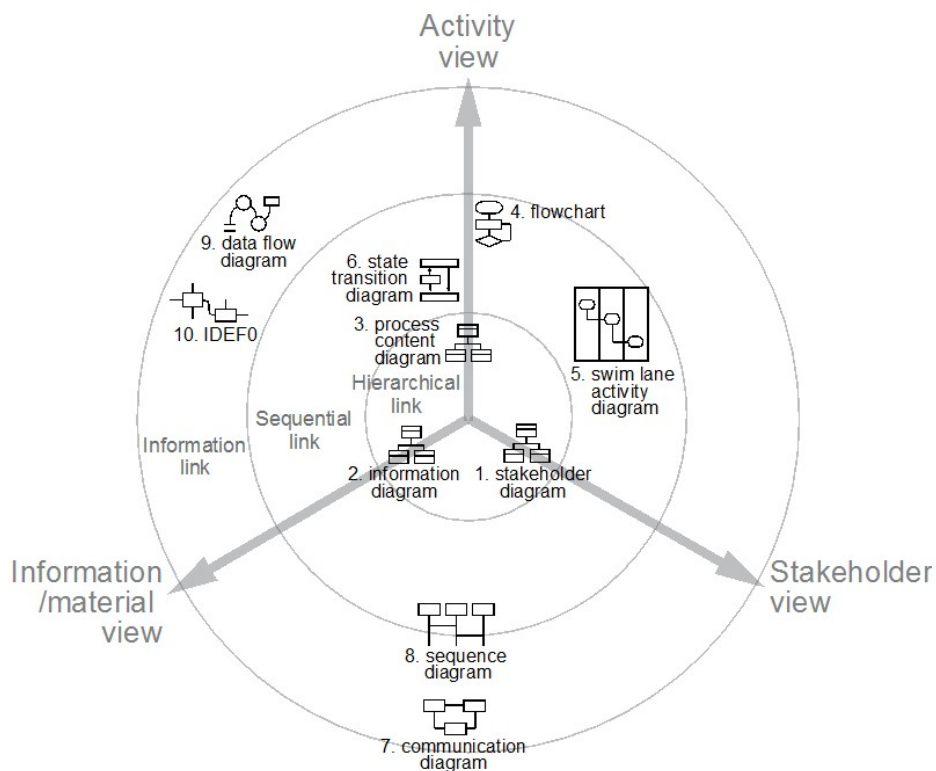 Activity
view
4. flowchart
9. data flow
diagram
6. state
transition
diagram
10. IDEF0
3. process
content
diagram
5. swim lane
activity
diagram
Hierarchical
link
Sequential
link
Information
link
2. information
diagram
1. stakeholder
diagram
Information
/material
view
Stakeholder
view
8. sequence
diagram
7. communication
diagram